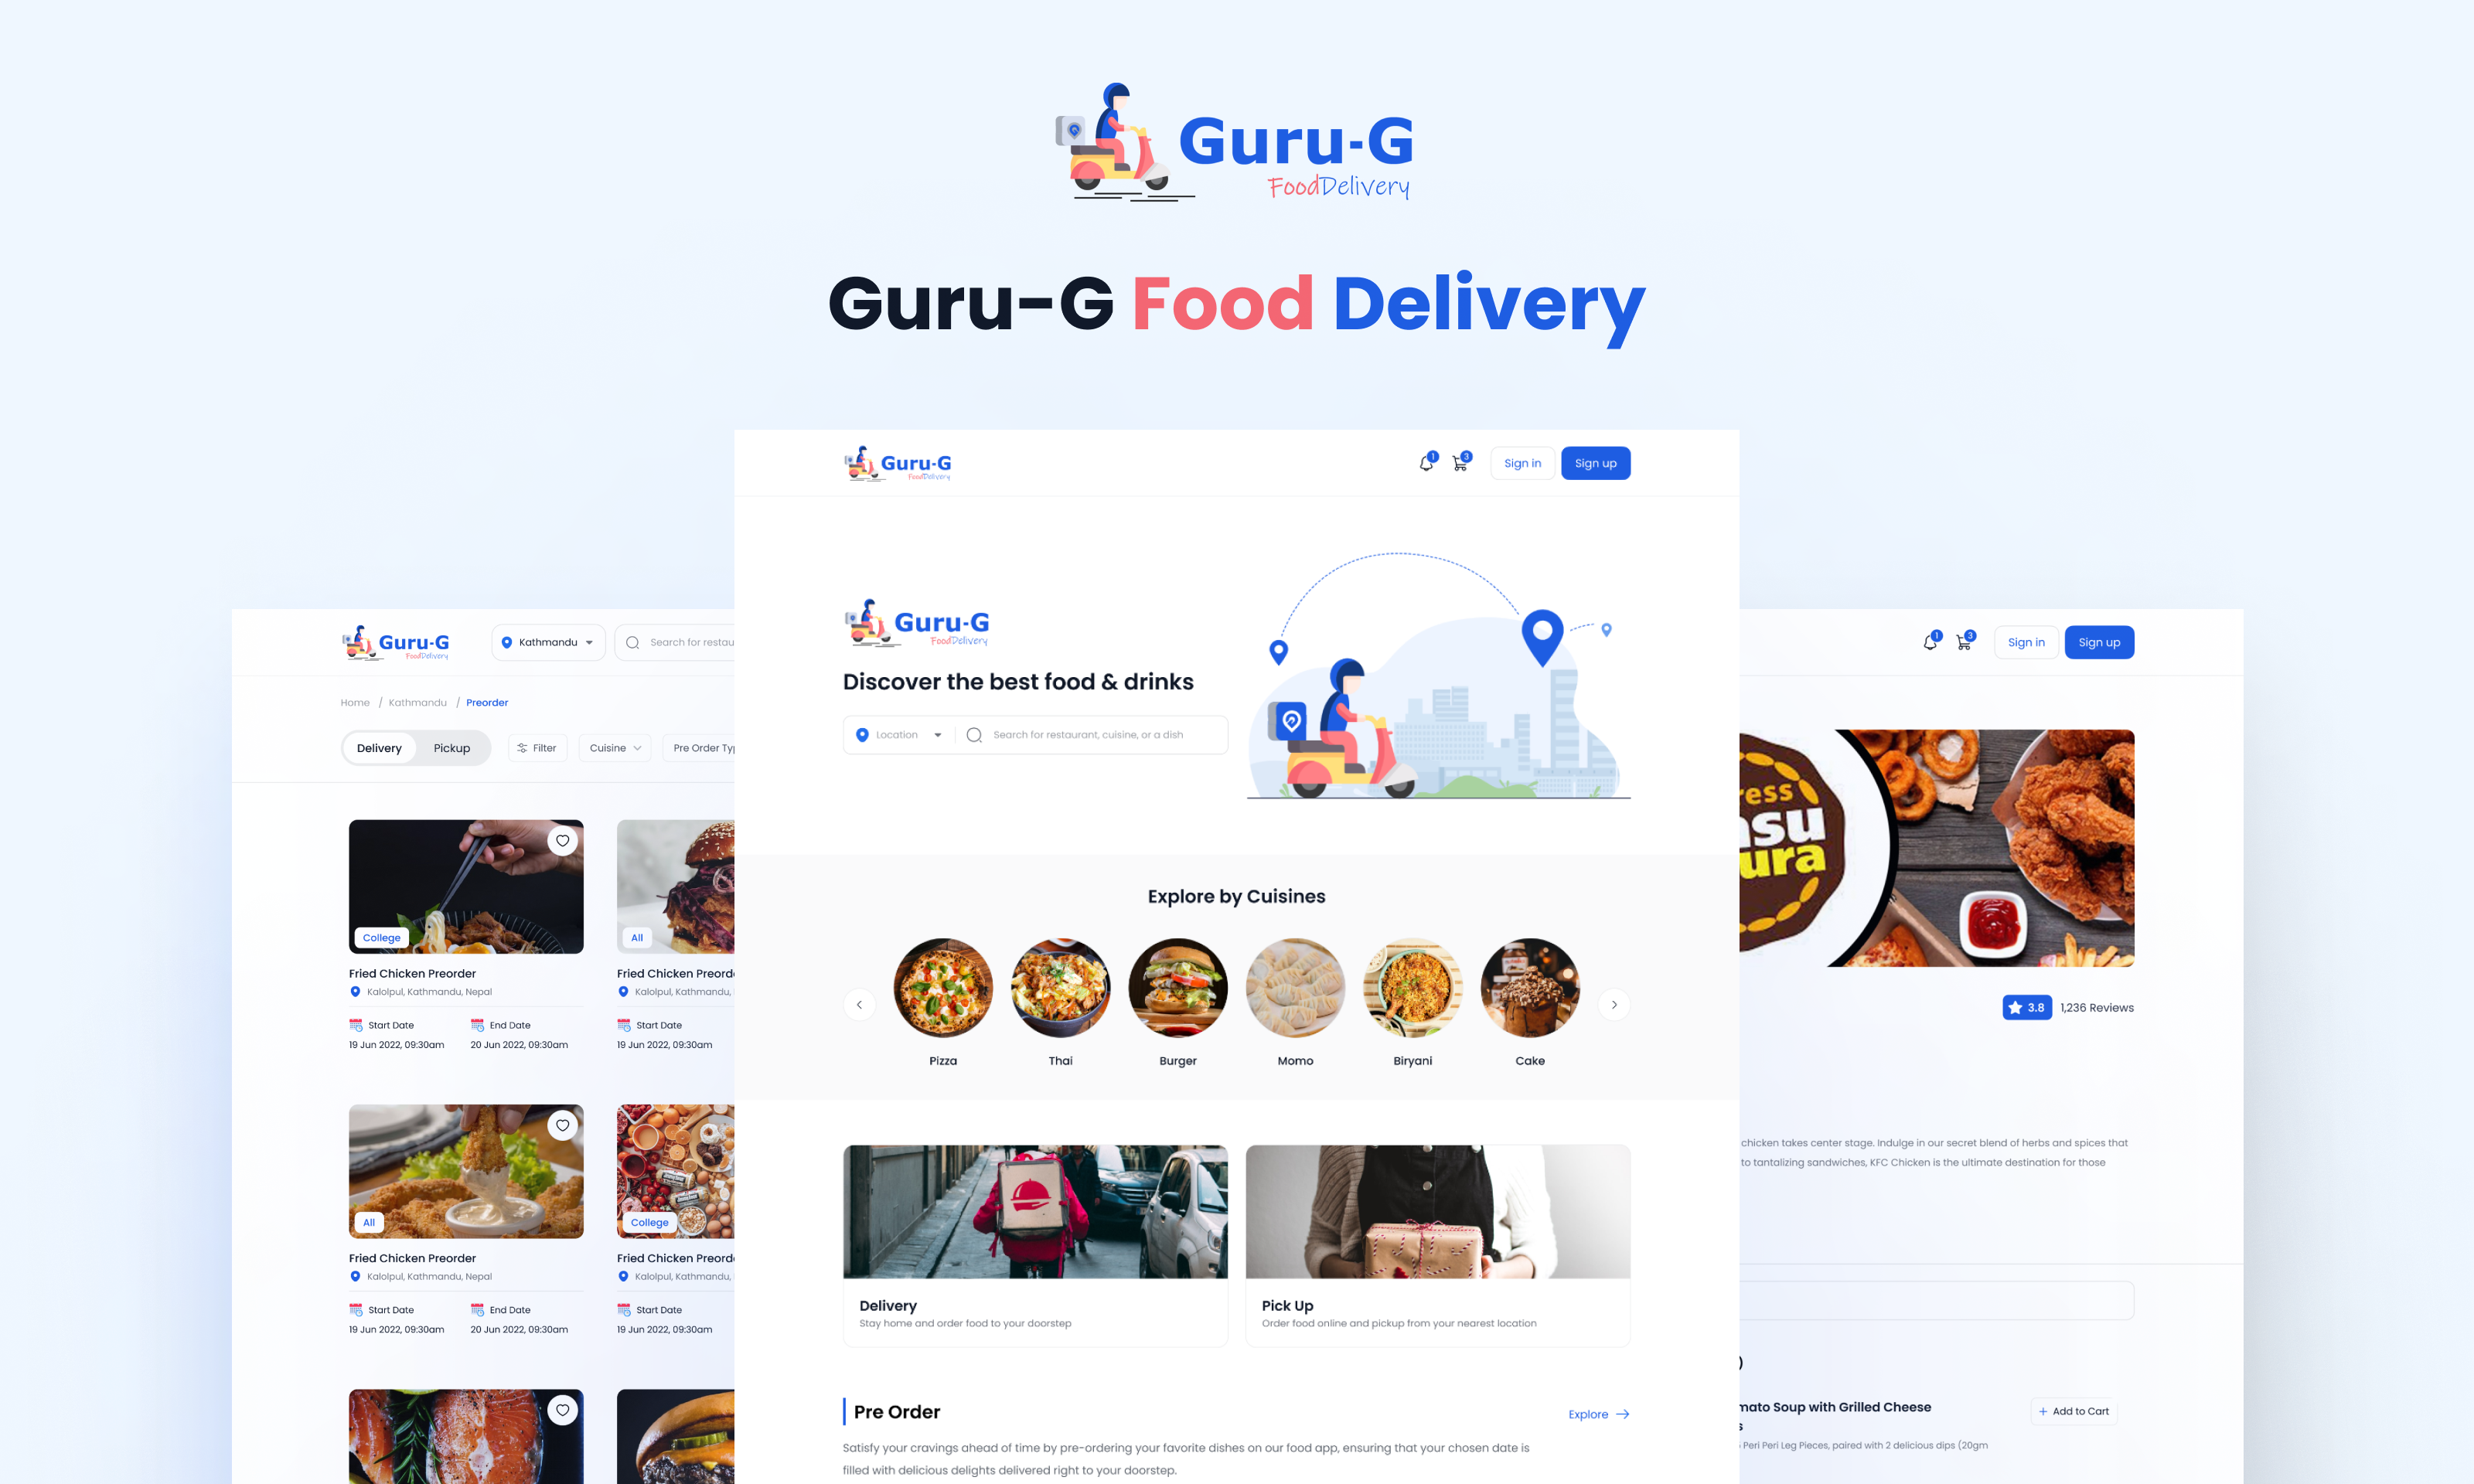 Guru-G
FoodDelivery
Guru-G Food Delivery
Guru-G
FoodDelivery
1
3
Sign in
Sign up
Guru-G
FoodDelivery
Discover the best food & drinks
Location
Search for restaurant, cuisine, or a dish
Explore by Cuisines
Pizza
Thai
Burger
Momo
Biryani
Cake
Delivery
Stay home and order food to your doorstep
Pick Up
Order food online and pickup from your nearest location
Pre Order
Explore
Satisfy your cravings ahead of time by pre-ordering your favorite dishes on our food app, ensuring that your chosen date is
filled with delicious delights delivered right to your doorstep.
Guru-G
FoodDelivery
Kathmandu
Search for restau
Home / Kathmandu / Preorder
Delivery
Pickup
Filter
Cuisine
Pre Order Typ
College
Fried Chicken Preorder
Kalolpul, Kathmandu, Nepal
Start Date
End Date
19 Jun 2022, 09:30am
20 Jun 2022, 09:30am
All
Fried Chicken Preord
Kalolpul, Kathmandu,
Start Date
19 Jun 2022, 09:30am
All
Fried Chicken Preorder
Kalolpul, Kathmandu, Nepal
Start Date
End Date
19 Jun 2022, 09:30am
20 Jun 2022, 09:30am
College
Fried Chicken Preord
Kalolpul, Kathmandu,
Start Date
19 Jun 2022, 09:30am
1
3
Sign in
Sign up
ress
asu
ura
3.8
1,236 Reviews
chicken takes center stage. Indulge in our secret blend of herbs and spices that
to tantalizing sandwiches, KFC Chicken is the ultimate destination for those
)
mato Soup with Grilled Cheese
s
Peri Peri Leg Pieces, paired with 2 delicious dips (20gm
+ Add to Cart